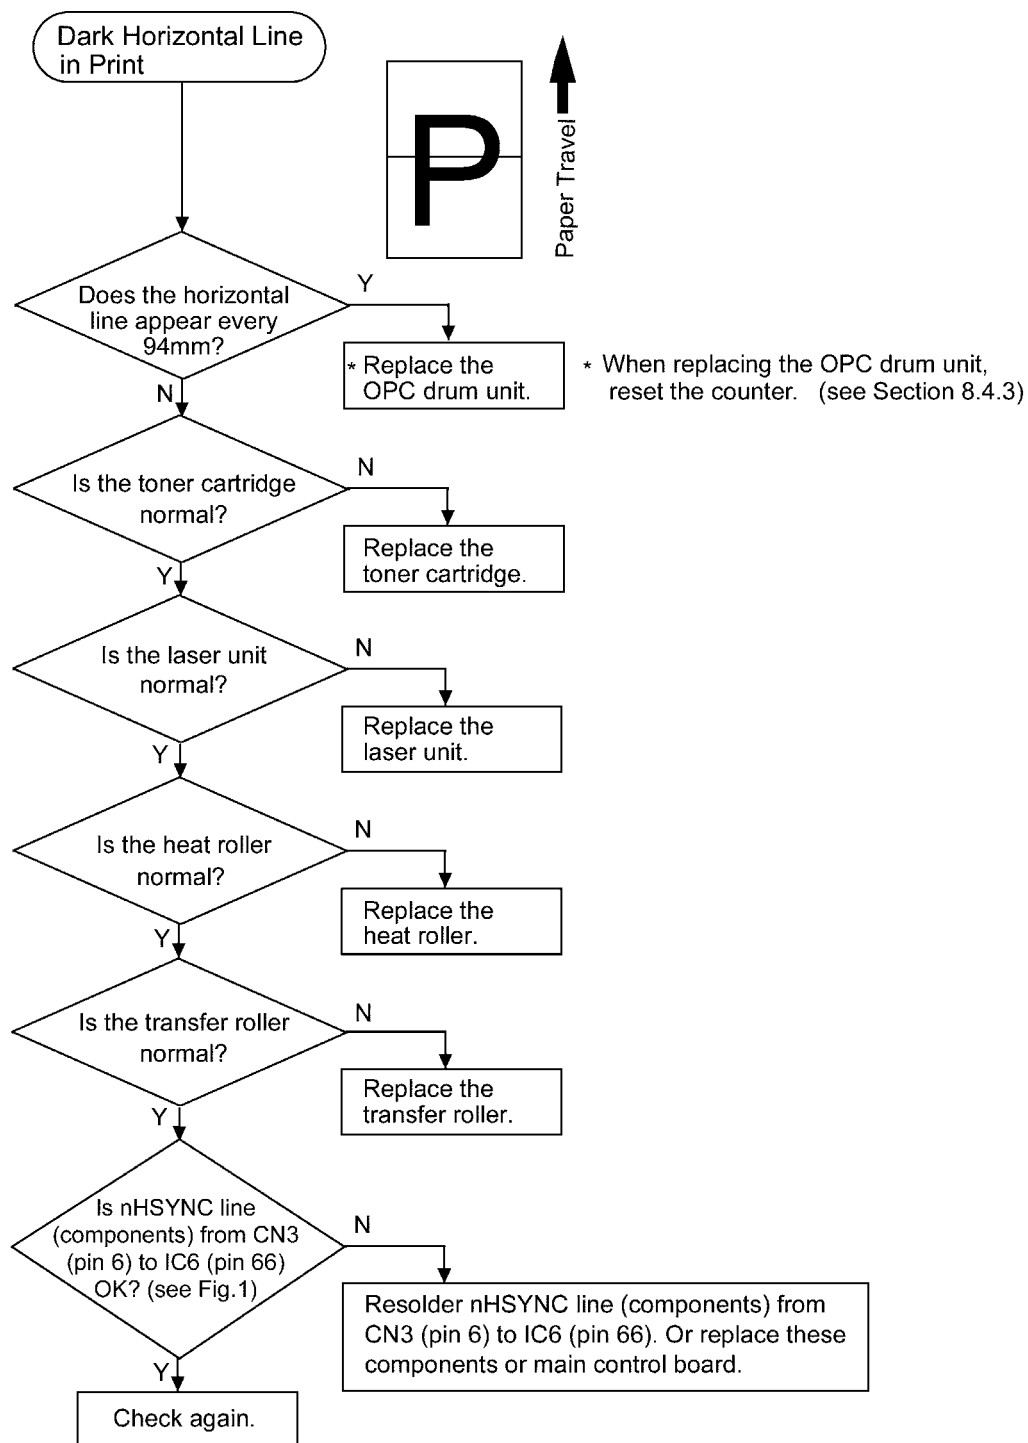 Dark Horizontal Line
in Print
P
Paper Travel
Does the horizontal
line appear every
94mm?
Y
* Replace the
OPC drum unit.
* When replacing the OPC drum unit,
reset the counter. (see Section 8.4.3)
N
Is the toner cartridge
normal?
N
Replace the
toner cartridge.
Y
Is the laser unit
normal?
N
Replace the
laser unit.
Y
Is the heat roller
normal?
N
Replace the
heat roller.
Y
Is the transfer roller
normal?
N
Replace the
transfer roller.
Y
Is nHSYNC line
(components) from CN3
(pin 6) to IC6 (pin 66)
OK? (see Fig.1)
N
Resolder nHSYNC line (components) from
CN3 (pin 6) to IC6 (pin 66). Or replace these
components or main control board.
Y
Check again.